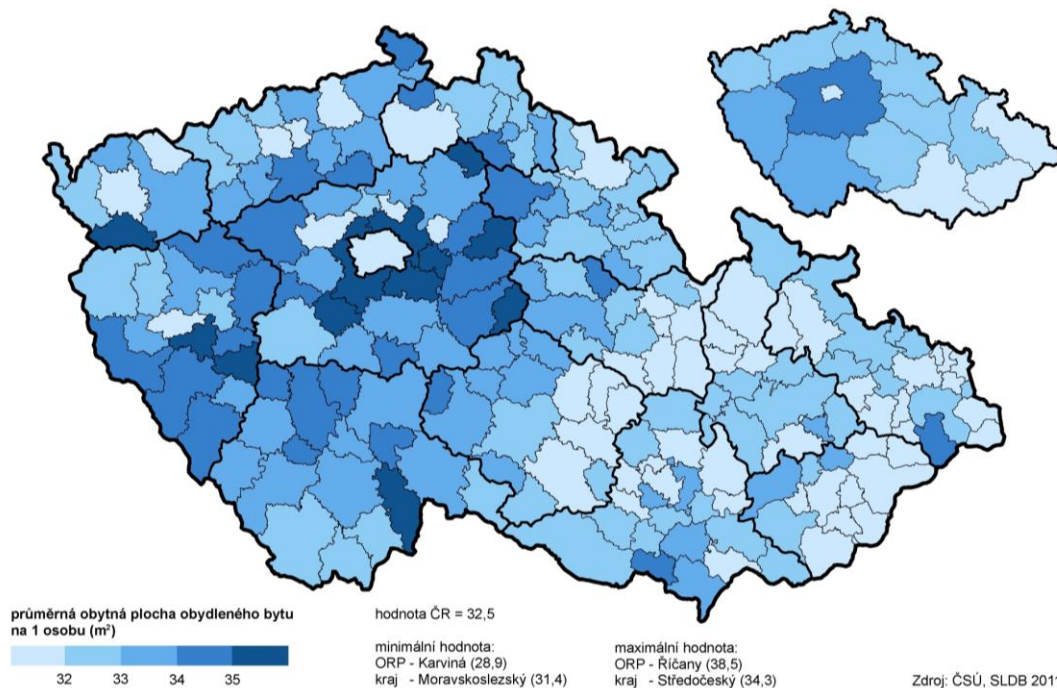 průměrná obytná plocha obydleného bytu
na 1 osobu (m²)
32 33 34 35
hodnota ČR = 32,5
minimální hodnota:
ORP - Karviná (28,9)
kraj - Moravskoslezský (31,4)
maximální hodnota:
ORP - Říčany (38,5)
kraj - Středočeský (34,3)
Zdroj: ČSÚ, SLDB 201